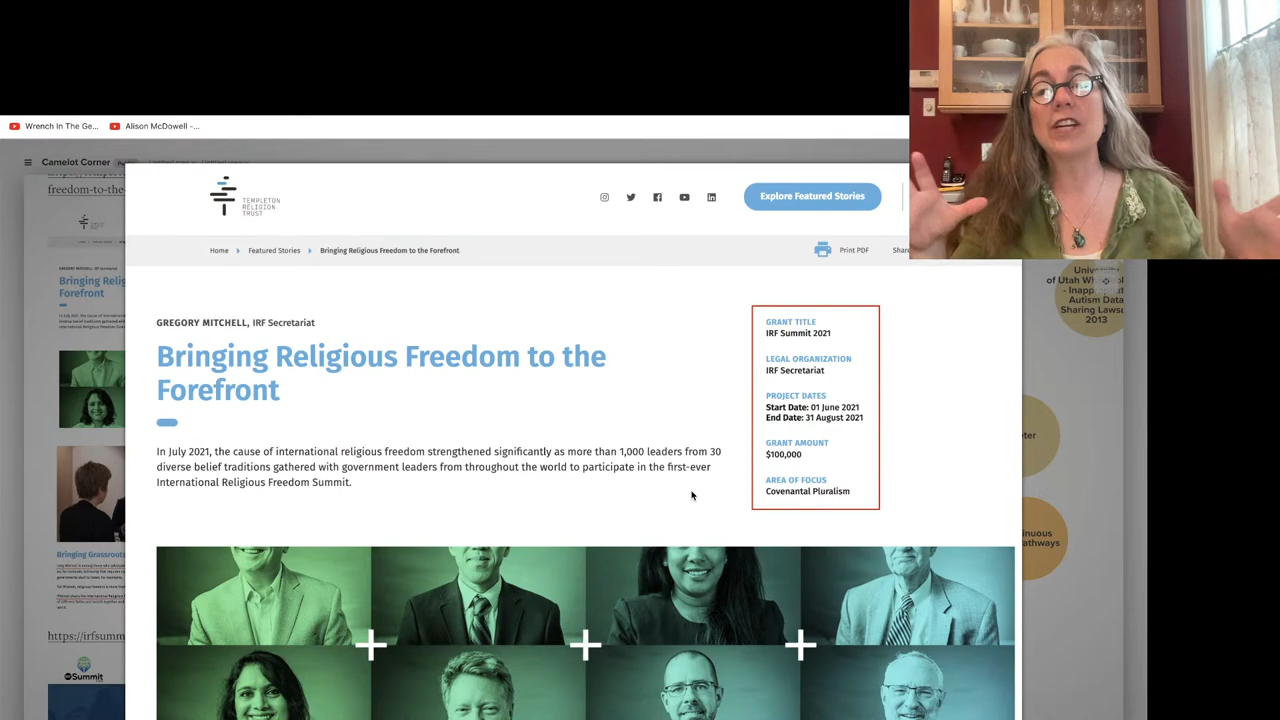 Wrench In The Ge...
Alison McDowell -...
Camelot Corner
freedom-to-the-
TEMPLETON
RELIGION
TRUST
Explore Featured Stories
Home
Featured Stories
Bringing Religious Freedom to the Forefront
Print PDF
Share
GREGORY MITCHELL, IRF Secretariat
Bringing Religious Freedom to the
Forefront
In July 2021, the cause of international religious freedom strengthened significantly as more than 1,000 leaders from 30
diverse belief traditions gathered with government leaders from throughout the world to participate in the first-ever
International Religious Freedom Summit.
GRANT TITLE
IRF Summit 2021
LEGAL ORGANIZATION
IRF Secretariat
PROJECT DATES
Start Date: 01 June 2021
End Date: 31 August 2021
GRANT AMOUNT
$100,000
AREA OF FOCUS
Covenantal Pluralism
University
Autism Data
2013
Bringing Relig
Forefront
Bringing Grassroots
https://irfsumm
Summit